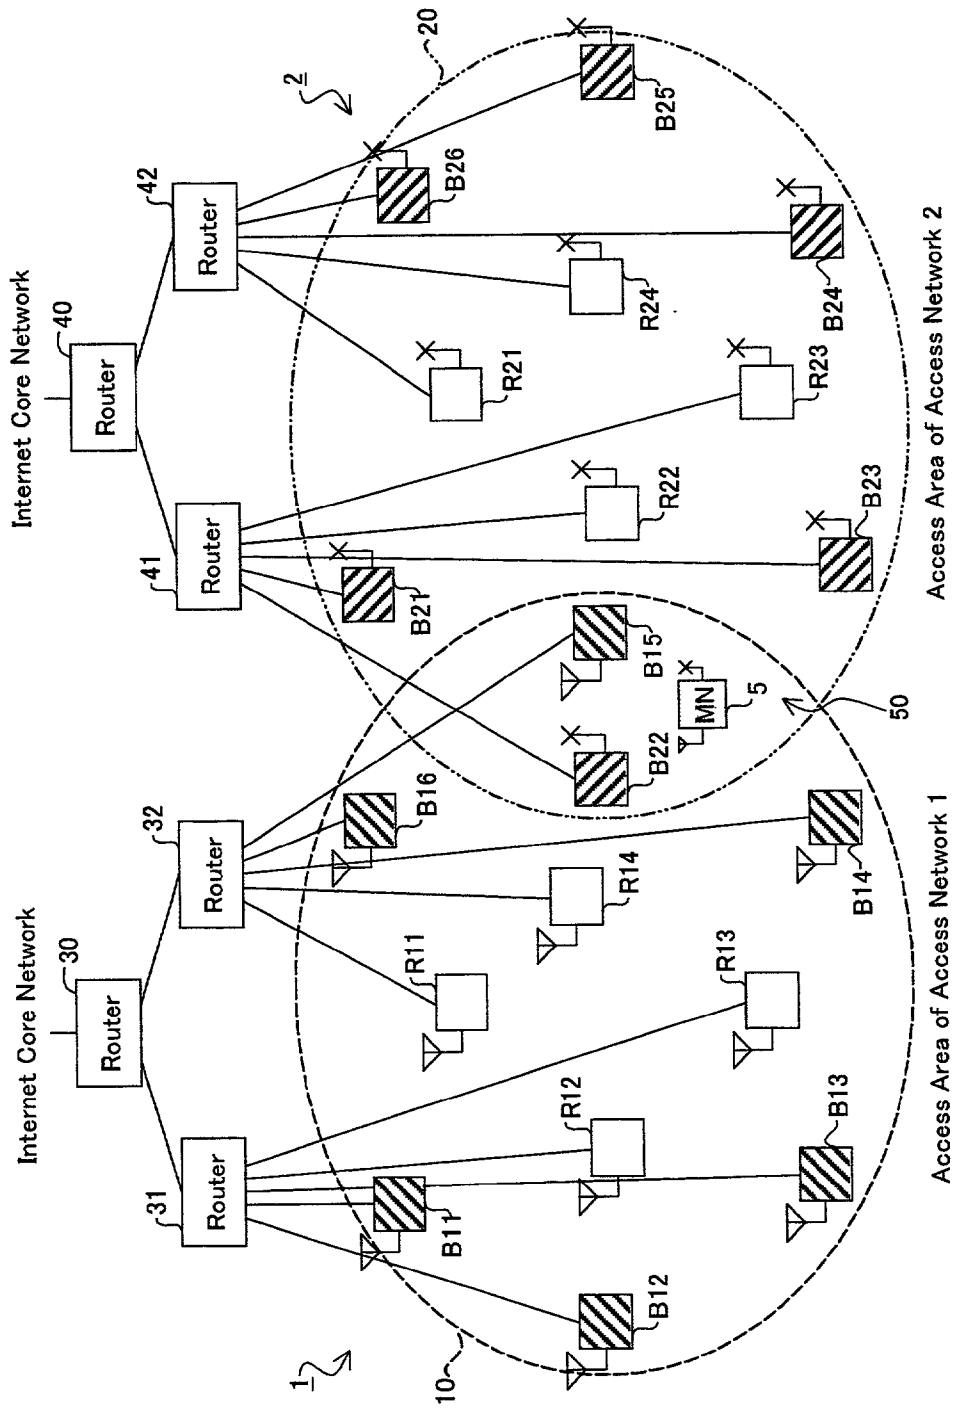 Internet Core Network
Internet Core Network
30
Router
40
Router
1
31
Router
32
Router
41
Router
42
Router
2
10
20
B11
R11
B16
B21
R21
B26
B12
R12
R14
B22
B15
R22
R24
B25
MN
5
R13
R23
B13
B14
50
B23
B24
Access Area of Access Network 1
Access Area of Access Network 2